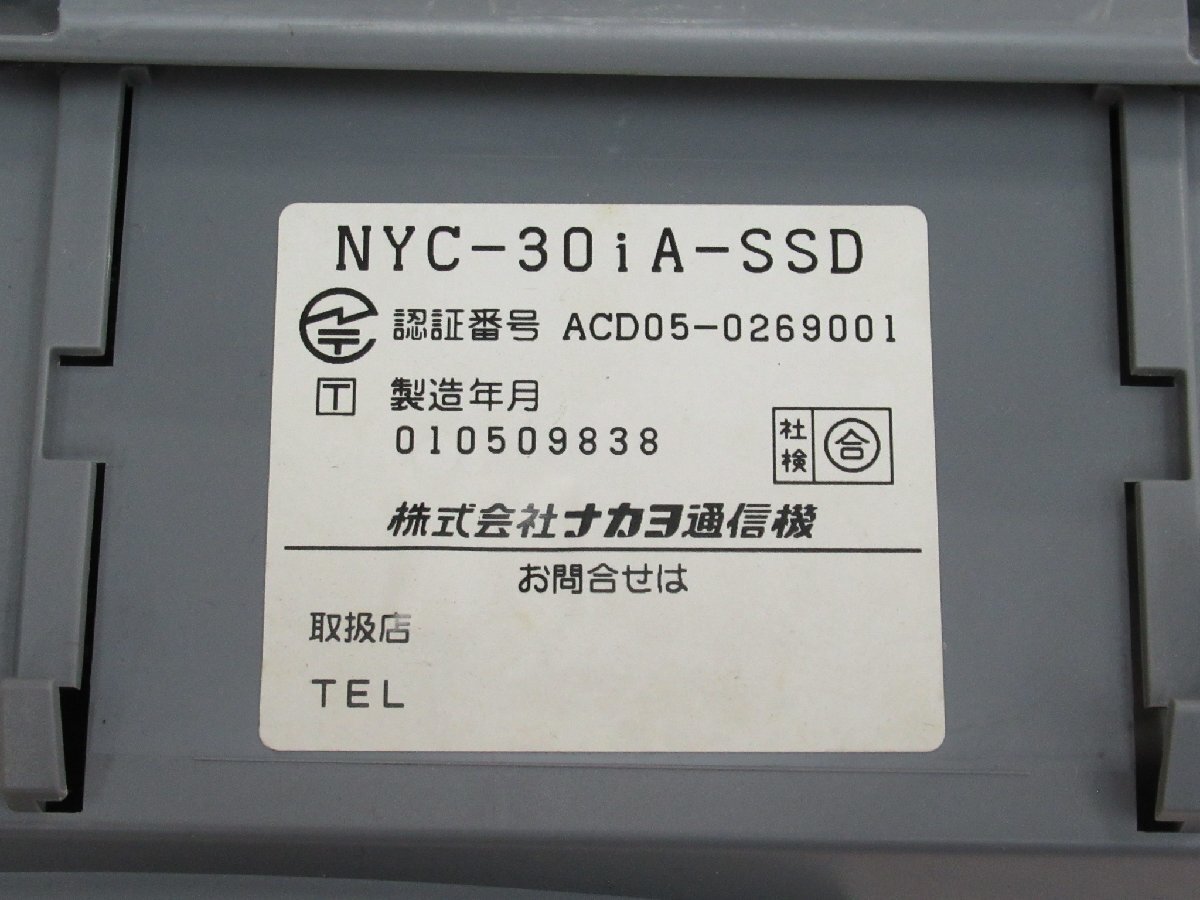 NYC-30iA-SSD
認証番号 ACD05-0269001
T 製造年月
010509838
社検 合
株式会社ナカヨ通信機
お問合せは
取扱店
TEL